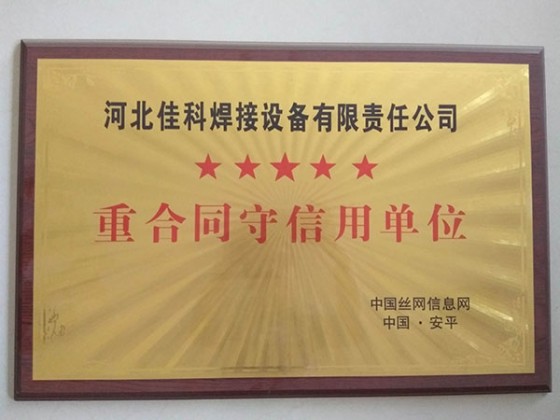 河北佳科焊接设备有限责任公司
★★★★★
重合同守信用单位
中国丝网信息网
中国·安平